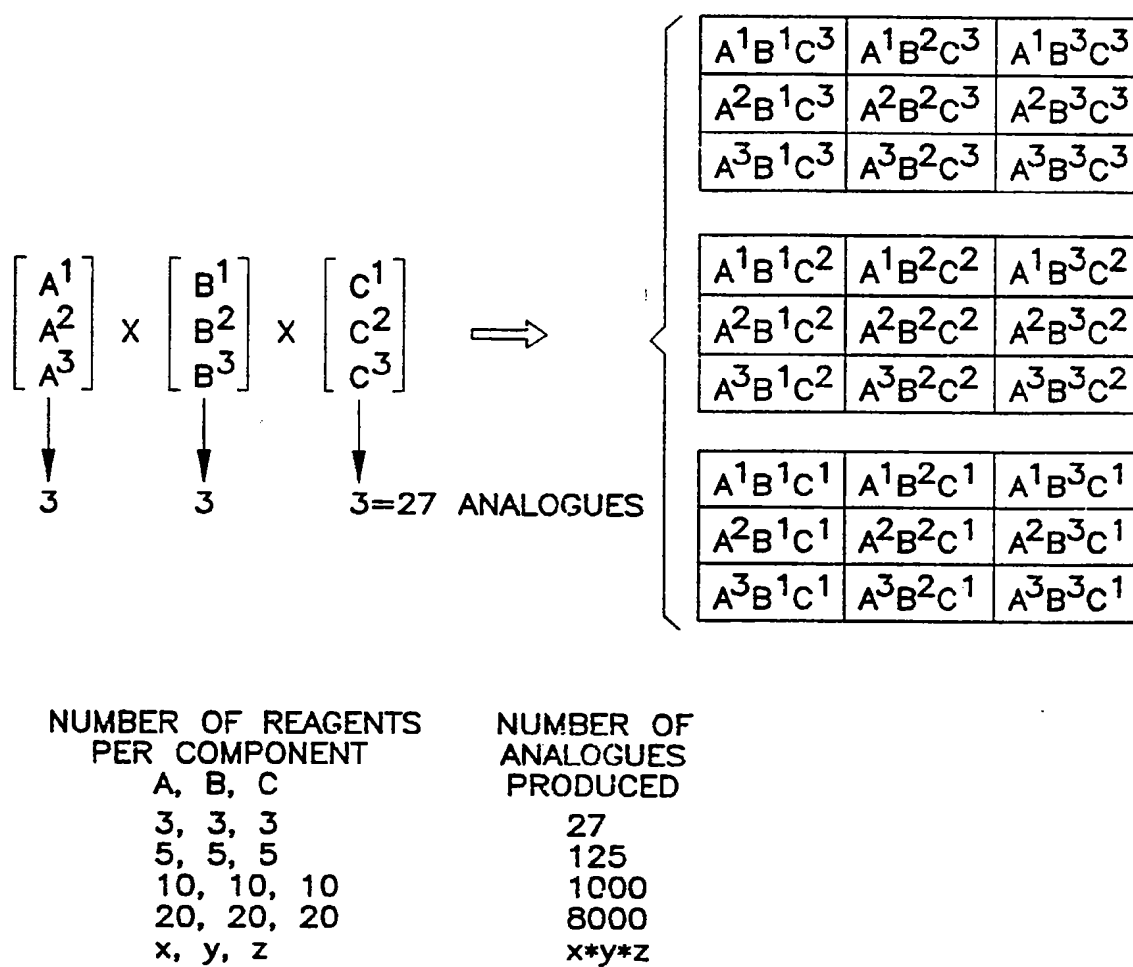 A¹B¹C³ A¹B²C³ A¹B³C³
A²B¹C³ A²B²C³ A²B³C³
A³B¹C³ A³B²C³ A³B³C³
A¹ B¹ C¹
A² X B² X C²
A³ B³ C³
A¹B¹C² A¹B²C² A¹B³C²
A²B¹C² A²B²C² A²B³C²
A³B¹C² A³B²C² A³B³C²
3 3 3=27 ANALOGUES
A¹B¹C¹ A¹B²C¹ A¹B³C¹
A²B¹C¹ A²B²C¹ A²B³C¹
A³B¹C¹ A³B²C¹ A³B³C¹
NUMBER OF REAGENTS
PER COMPONENT
A, B, C
3, 3, 3
5, 5, 5
10, 10, 10
20, 20, 20
x, y, z
NUMBER OF
ANALOGUES
PRODUCED
27
125
1000
8000
x*y*z